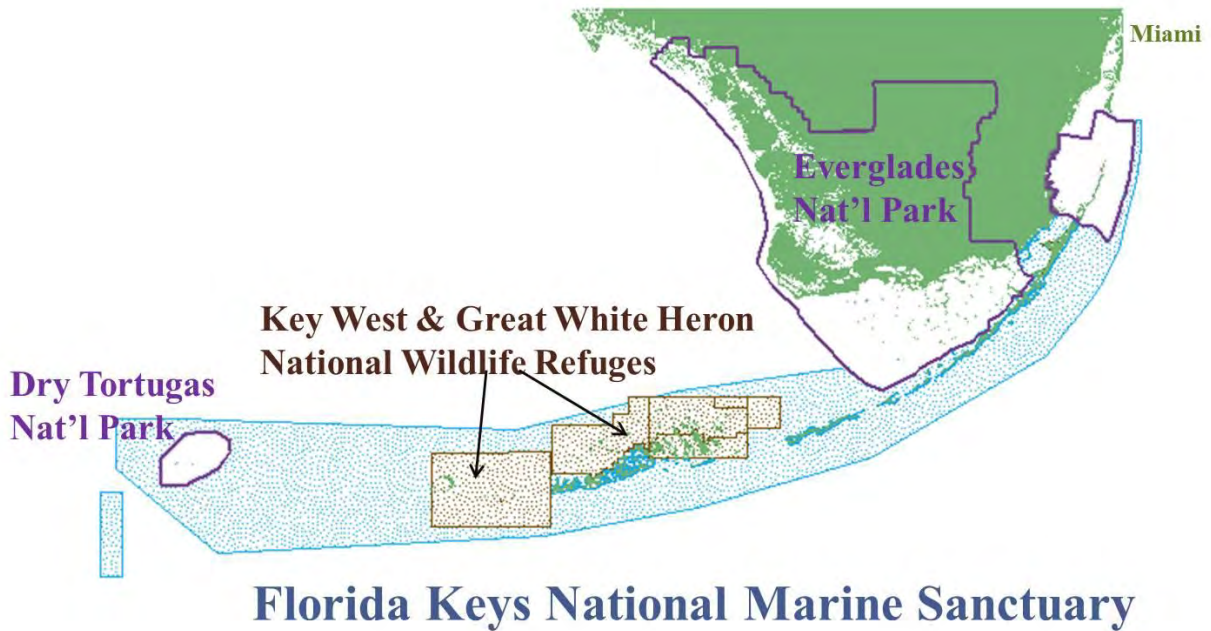 Miami
Everglades
Nat’l Park
Key West & Great White Heron
National Wildlife Refuges
Dry Tortugas
Nat’l Park
Florida Keys National Marine Sanctuary